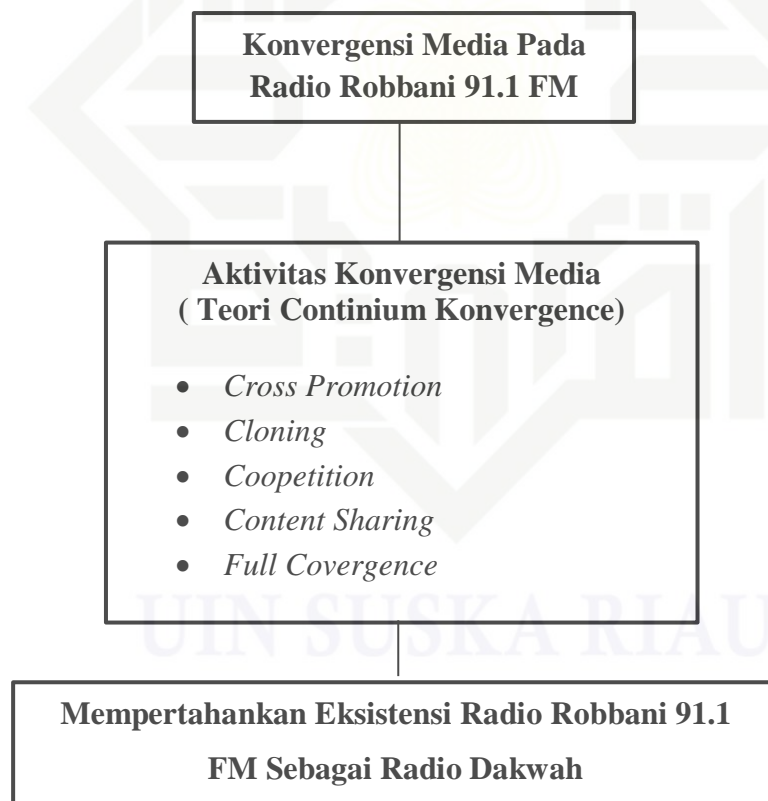 Konvergensi Media Pada
Radio Robbani 91.1 FM
Aktivitas Konvergensi Media
( Teori Continium Konvergence)
• Cross Promotion
• Cloning
• Coopetition
• Content Sharing
• Full Covergence
UIN SUSKA RIAU
Mempertahankan Eksistensi Radio Robbani 91.1
FM Sebagai Radio Dakwah